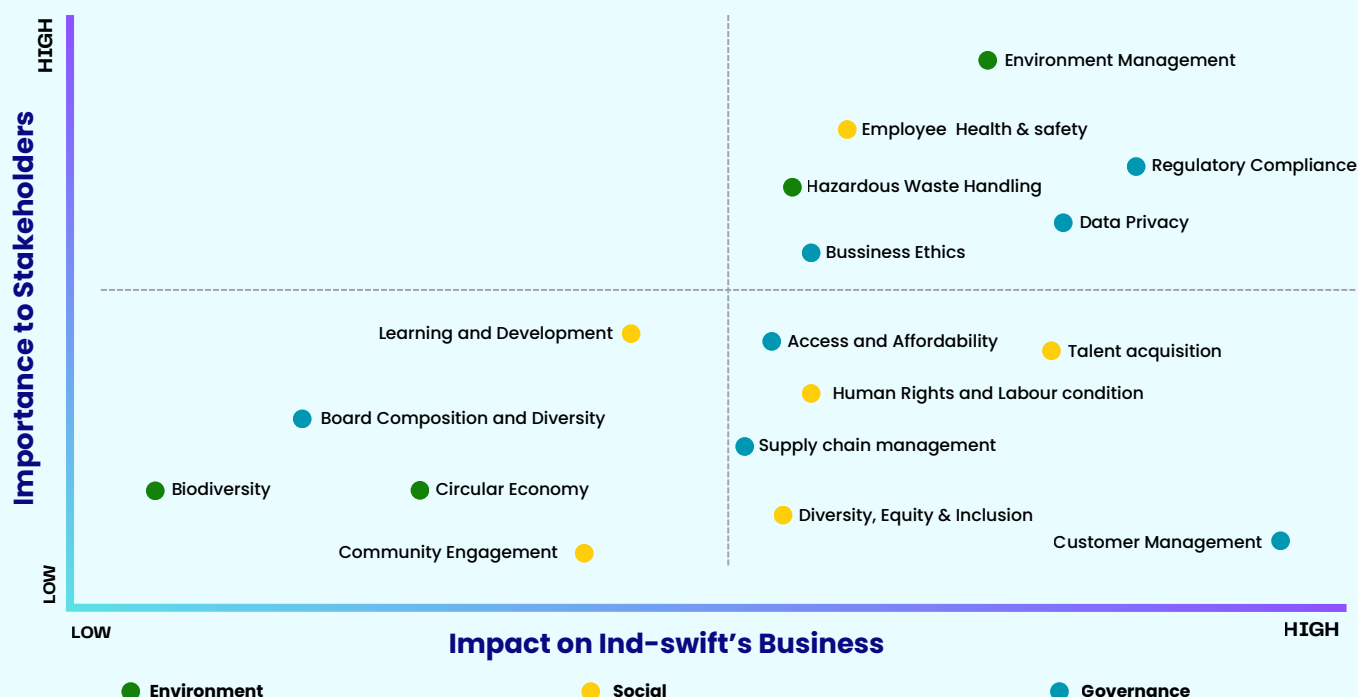 HIGH
Importance to Stakeholders
LOW
Environment Management
Employee Health & safety
Regulatory Compliance
Hazardous Waste Handling
Data Privacy
Bussiness Ethics
Learning and Development
Access and Affordability
Talent acquisition
Human Rights and Labour condition
Board Composition and Diversity
Supply chain management
Biodiversity
Circular Economy
Diversity, Equity & Inclusion
Customer Management
Community Engagement
LOW
HIGH
Impact on Ind-swift’s Business
Environment
Social
Governance